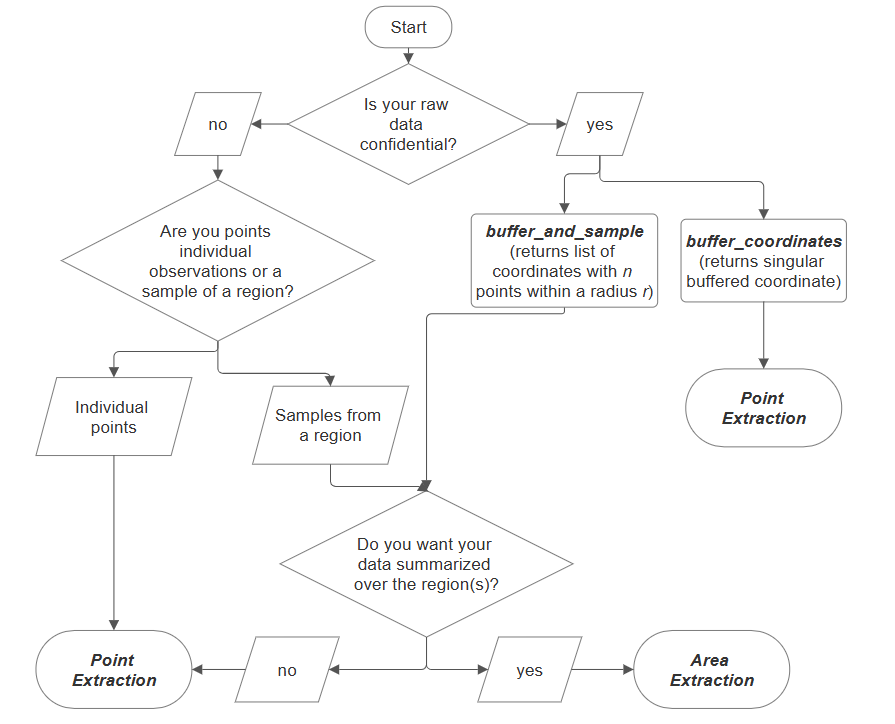 Start
Is your raw
data
confidential?
no
yes
Are you points
individual
observations or a
sample of a region?
buffer_and_sample
(returns list of
coordinates with n
points within a radius r)
buffer_coordinates
(returns singular
buffered coordinate)
Individual
points
Samples from
a region
Point
Extraction
Do you want your
data summarized
over the region(s)?
Point
Extraction
no
yes
Area
Extraction